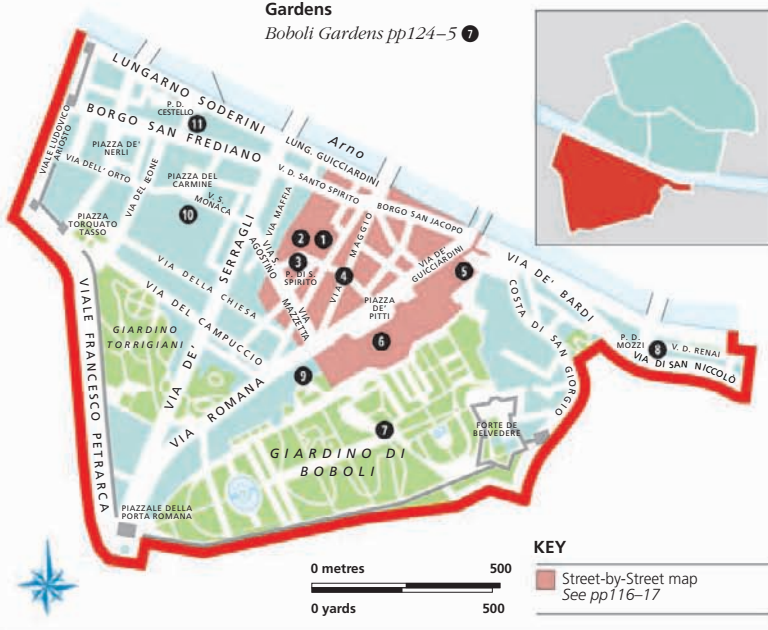 Gardens
Boboli Gardens pp124–5 7
LUNGARNO SODERINI
P. D.
CESTELLO
11
BORGO SAN FREDIANO
Arno
LUNG. GUICCIARDINI
VIALE LUDOVICO
ARIOSTO
PIAZZA DE'
NERLI
VIA DELL' ORTO
VIA DEL LEONE
PIAZZA DEL
CARMINE
V. S.
MONACA
10
V. D. SANTO SPIRITO
BORGO SAN JACOPO
VIA MAFFIA
VIA S.
AGOSTINO
2
1
3
P. DI S.
SPIRITO
4
VIA MAGGIO
VIA DE'
GUICCIARDINI
5
PIAZZA
TORQUATO
TASSO
VIA DELLA CHIESA
VIA DEL CAMPUCCIO
VIA DE' SERRAGLI
VIA
MAZZETTA
PIAZZA
DE'
PITTI
6
VIA DE' BARDI
COSTA DI SAN GIORGIO
P. D.
MOZZI
8
V. D. RENAI
VIA DI SAN NICCOLÒ
GIARDINO
TORRIGIANI
VIALE FRANCESCO PETRARCA
VIA ROMANA
9
7
GIARDINO DI
BOBOLI
FORTE DE
BELVEDERE
PIAZZALE DELLA
PORTA ROMANA
0 metres 500
0 yards 500
KEY
Street-by-Street map
See pp116–17